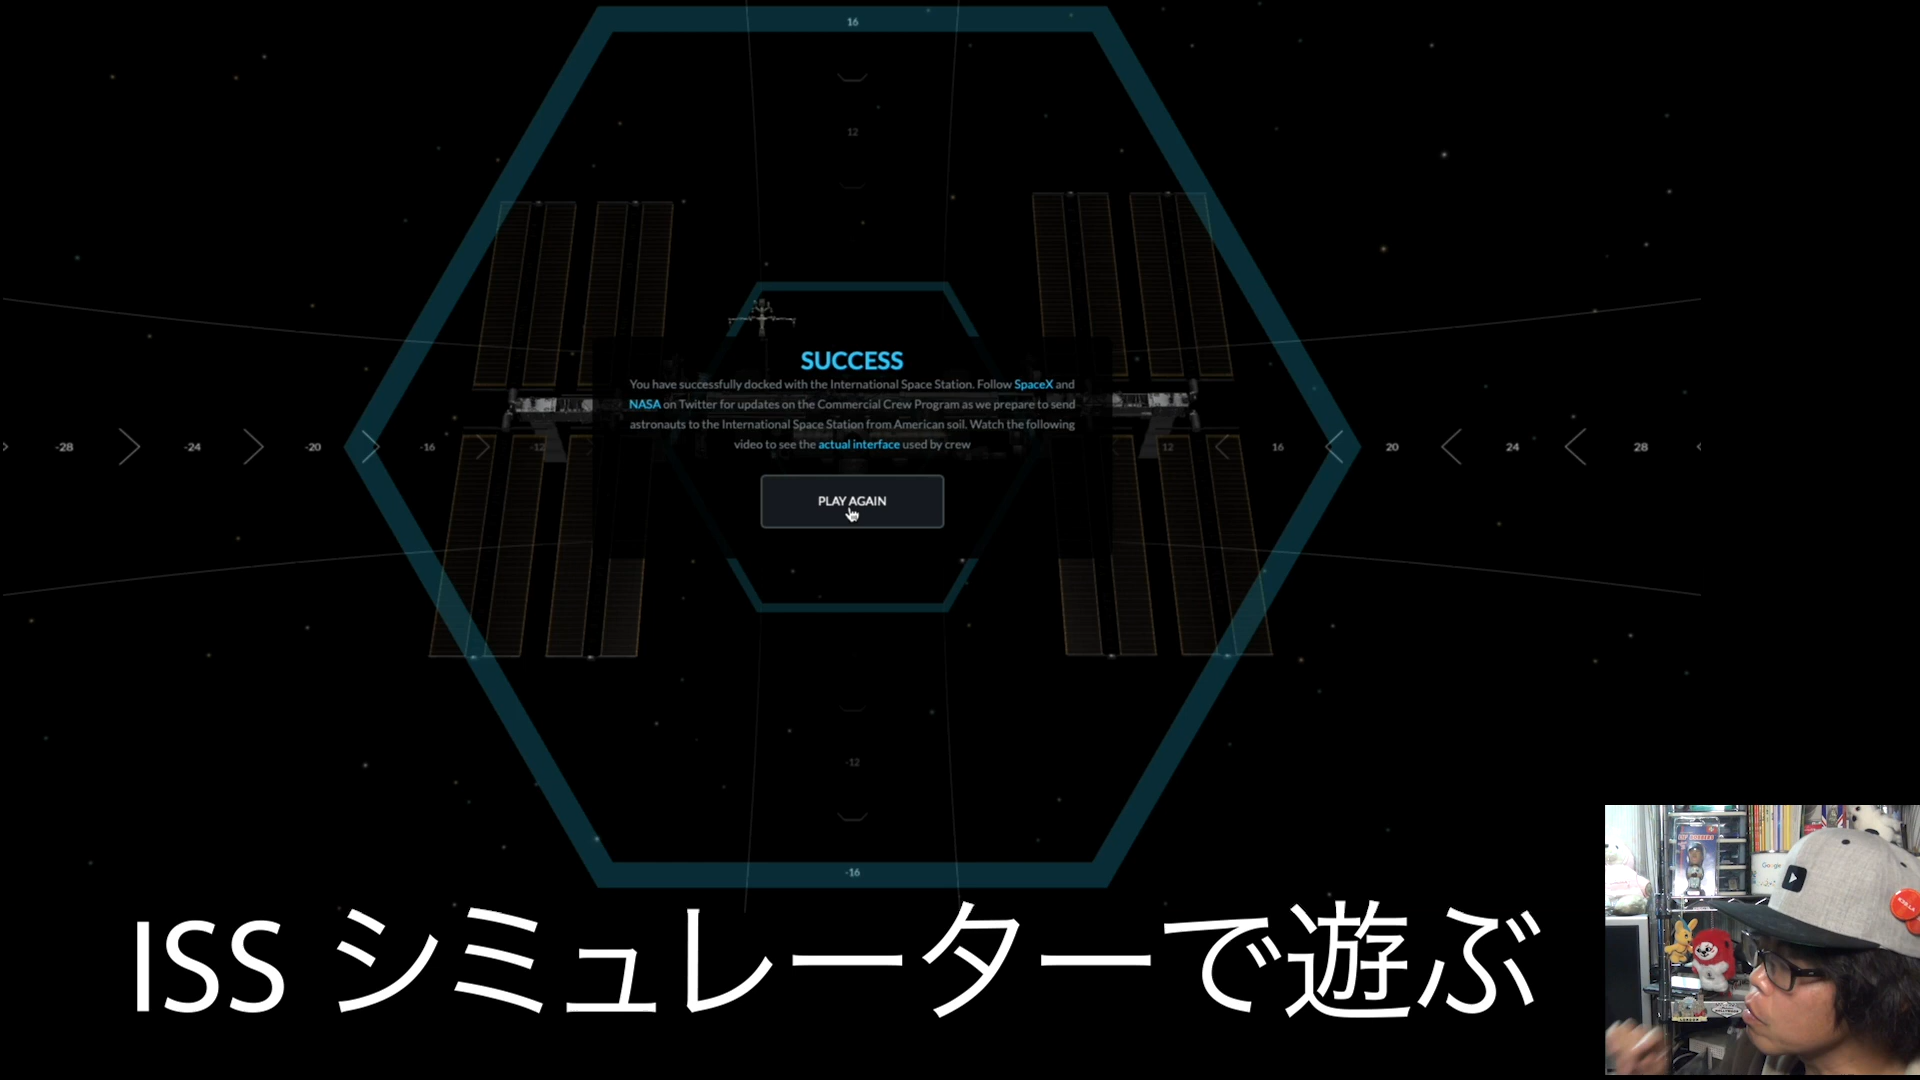 16
12
SUCCESS
You have successfully docked with the International Space Station. Follow SpaceX and
NASA on Twitter for updates on the Commercial Crew Program as we prepare to send
astronauts to the International Space Station from American soil. Watch the following
video to see the actual interface used by crew
-28 -24 -20 -16 -12 12 16 20 24 28
PLAY AGAIN
-12
-16
Google
ISS シミュレーターで遊ぶ